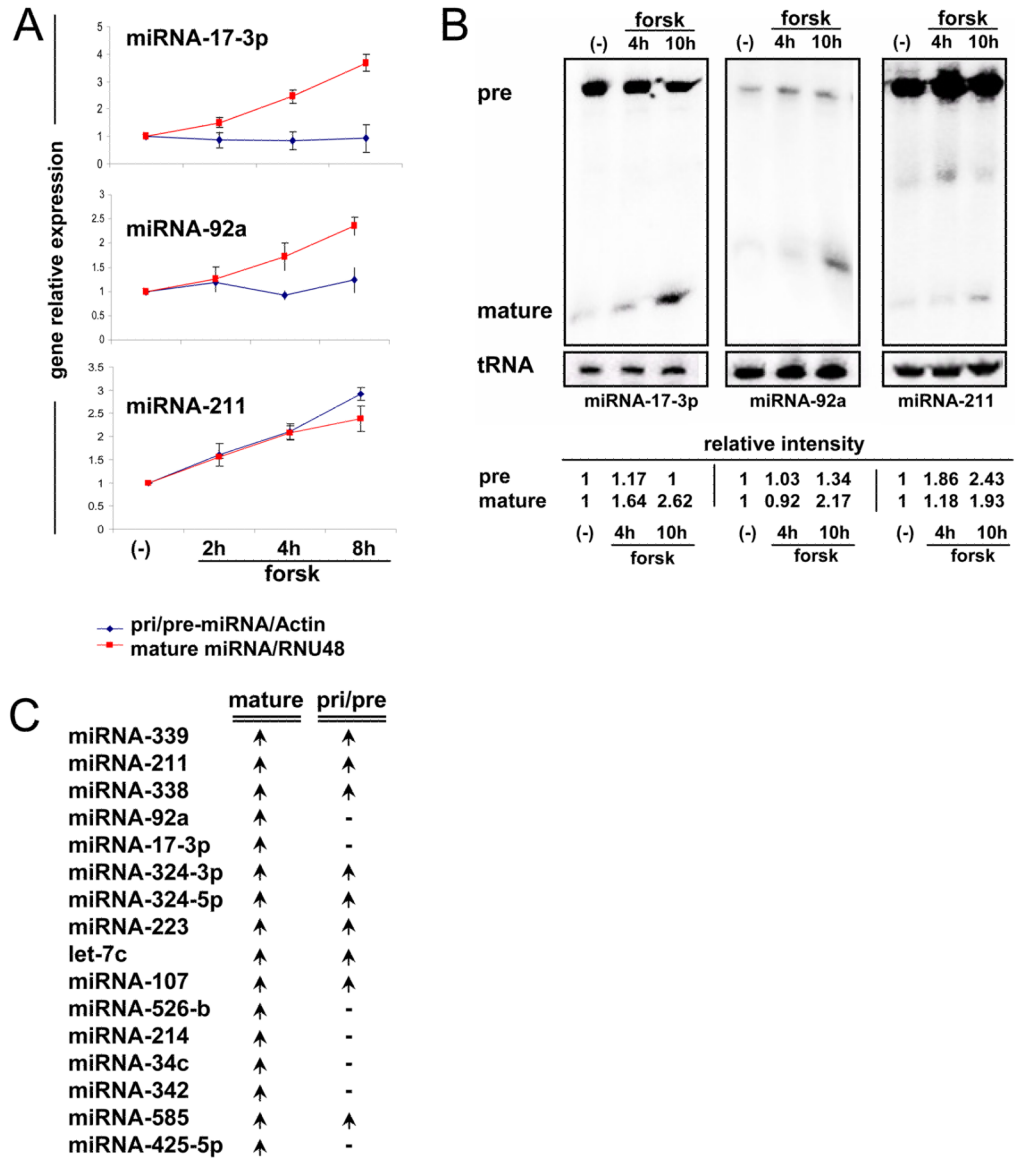 A
gene relative expression
miRNA-17-3p
5
4
3
2
1
0
miRNA-92a
3
2.5
2
1.5
1
0.5
0
miRNA-211
3.5
3
2.5
2
1.5
1
0.5
0
(-) 2h 4h 8h
forsk
pri/pre-miRNA/Actin
mature miRNA/RNU48
B
forsk forsk forsk
(-) 4h 10h (-) 4h 10h (-) 4h 10h
pre
mature
tRNA
miRNA-17-3p miRNA-92a miRNA-211
relative intensity
pre 1 1.17 1 1 1.03 1.34 1 1.86 2.43
mature 1 1.64 2.62 1 0.92 2.17 1 1.18 1.93
(-) 4h 10h (-) 4h 10h (-) 4h 10h
forsk forsk forsk
C
mature pri/pre
miRNA-339 ↑ ↑
miRNA-211 ↑ ↑
miRNA-338 ↑ ↑
miRNA-92a ↑ -
miRNA-17-3p ↑ -
miRNA-324-3p ↑ ↑
miRNA-324-5p ↑ ↑
miRNA-223 ↑ ↑
let-7c ↑ ↑
miRNA-107 ↑ ↑
miRNA-526-b ↑ -
miRNA-214 ↑ -
miRNA-34c ↑ -
miRNA-342 ↑ -
miRNA-585 ↑ ↑
miRNA-425-5p ↑ -